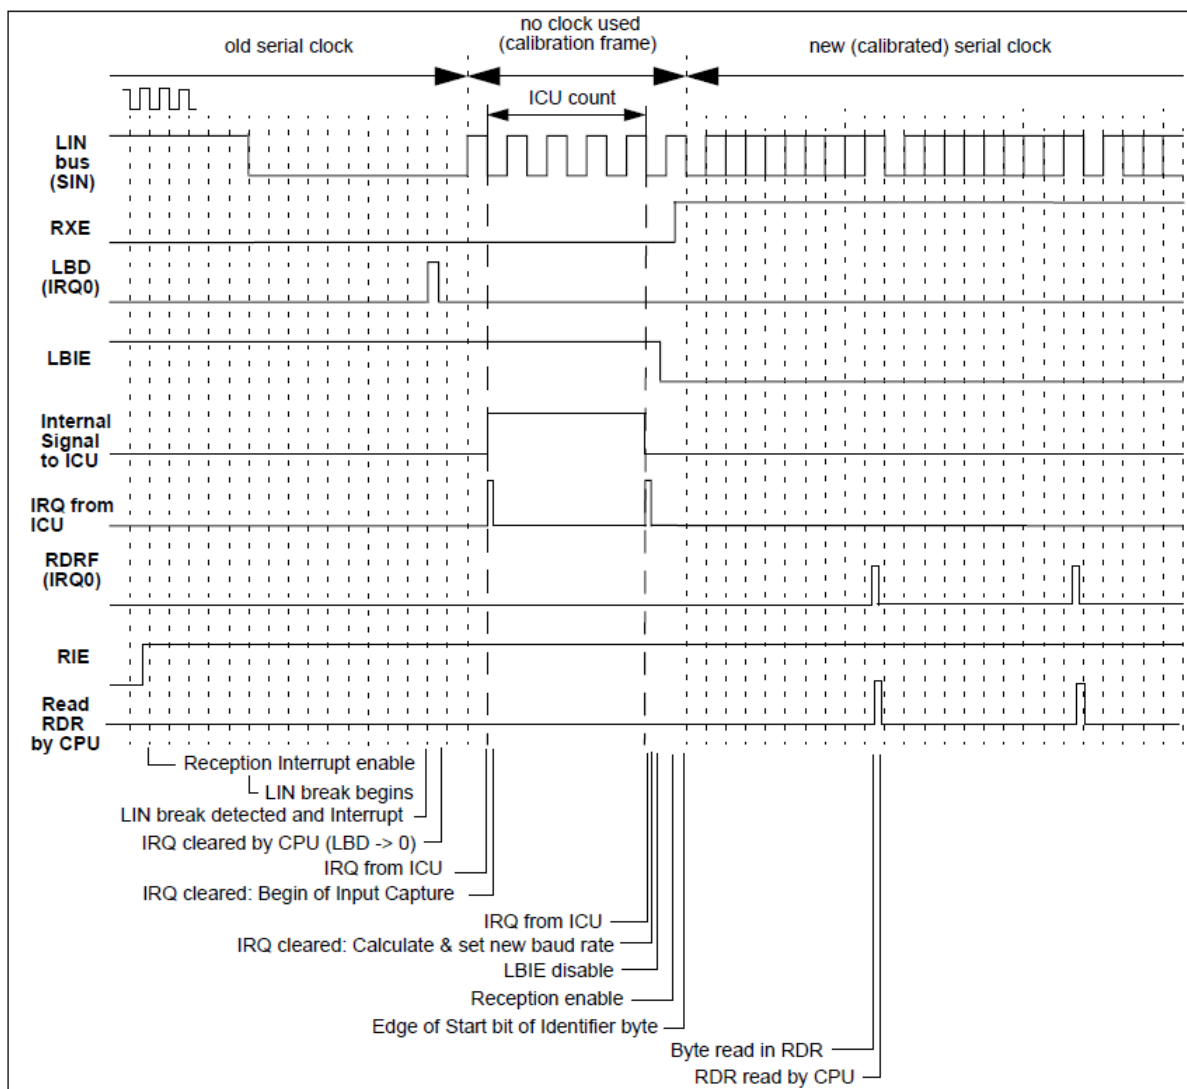 no clock used
old serial clock
(calibration frame)
new (calibrated) serial clock
ICU count
LIN
bus
(SIN)
RXE
LBD
(IRQ0)
LBIE
Internal
Signal
to ICU
IRQ from
ICU
RDRF
(IRQ0)
RIE
Read
RDR
by CPU
Reception Interrupt enable
LIN break begins
LIN break detected and Interrupt
IRQ cleared by CPU (LBD -> 0)
IRQ from ICU
IRQ cleared: Begin of Input Capture
IRQ from ICU
IRQ cleared: Calculate & set new baud rate
LBIE disable
Reception enable
Edge of Start bit of Identifier byte
Byte read in RDR
RDR read by CPU